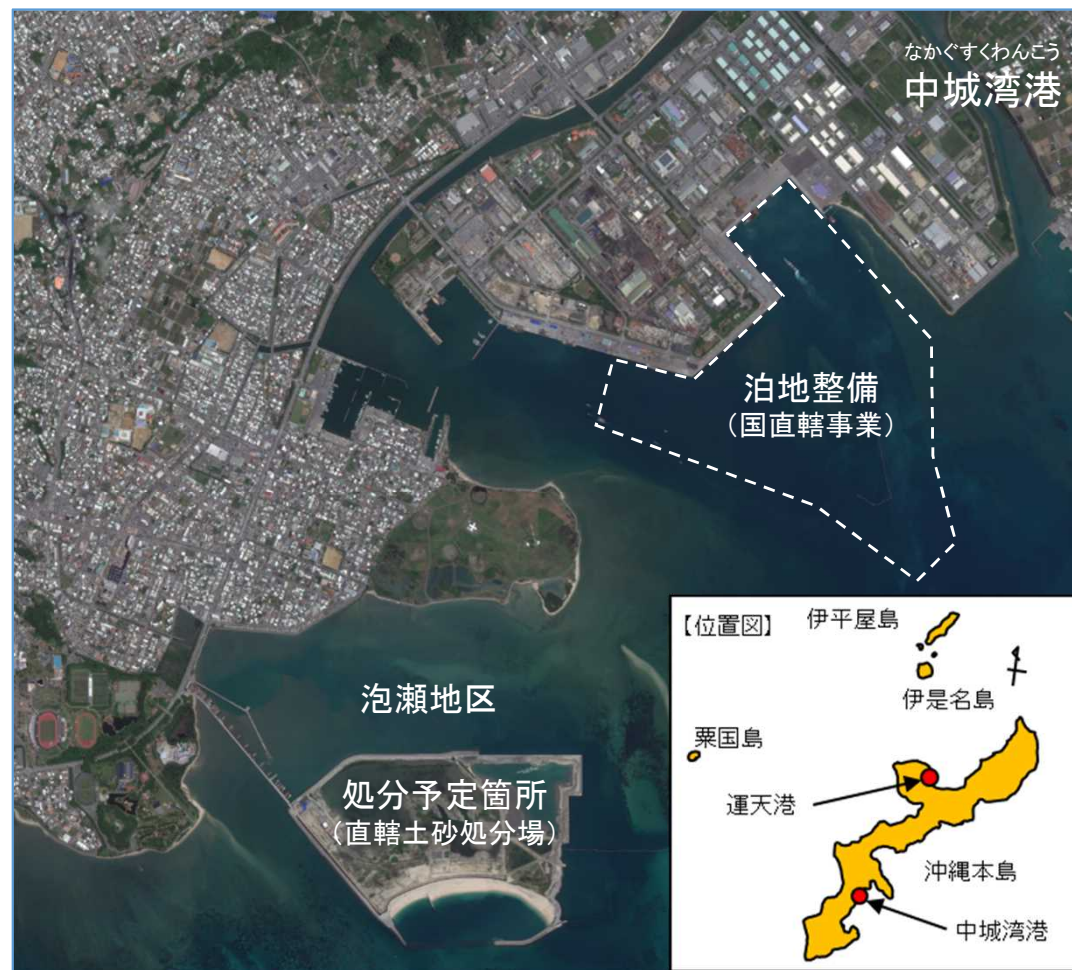 なかぐすくわんこう
中城湾港
泊地整備
（国直轄事業）
泡瀬地区
処分予定箇所
（直轄土砂処分場）
【位置図】
伊平屋島
伊是名島
粟国島
運天港
沖縄本島
中城湾港